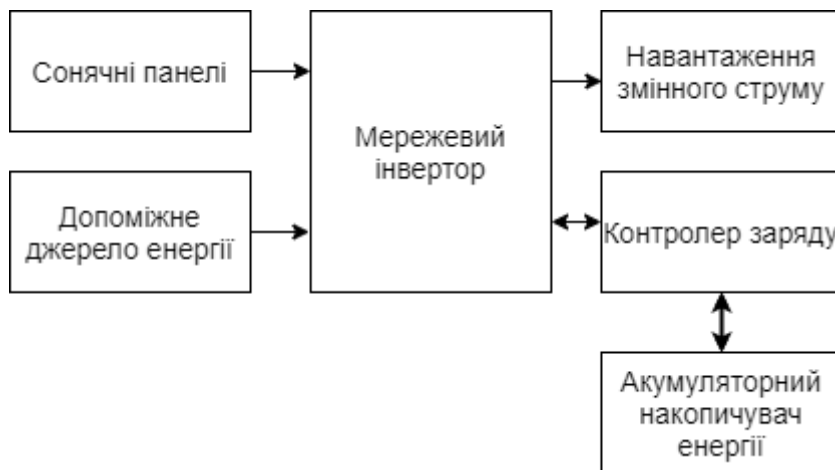 Сонячні панелі
Допоміжне
джерело енергії
Мережевий
інвертор
Навантаження
змінного струму
Контролер заряду
Акумуляторний
накопичувач
енергії